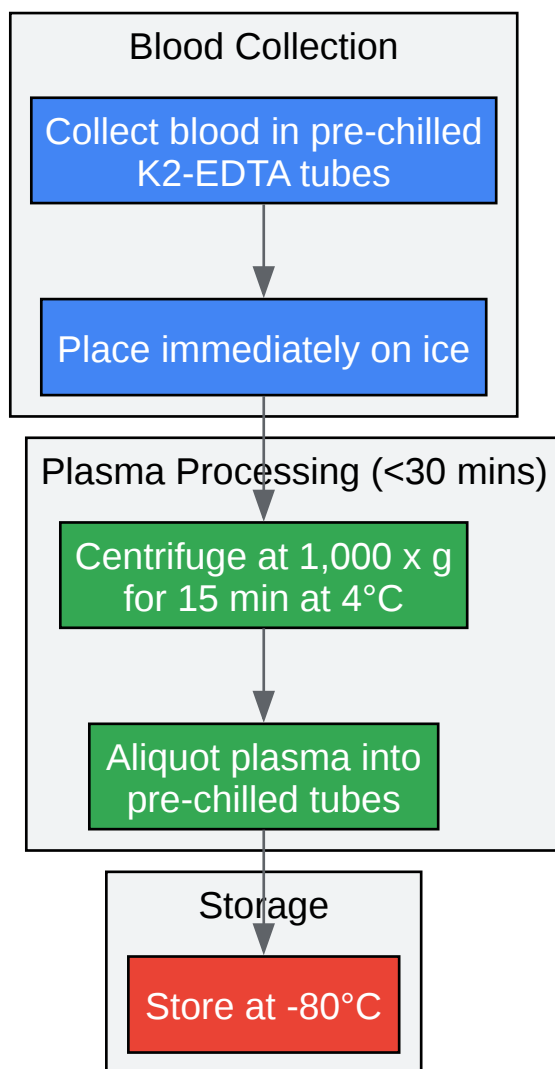 Blood Collection
Collect blood in pre-chilled
K2-EDTA tubes
Place immediately on ice
Plasma Processing (<30 mins)
Centrifuge at 1,000 x g
for 15 min at 4°C
Aliquot plasma into
pre-chilled tubes
Storage
Store at -80°C